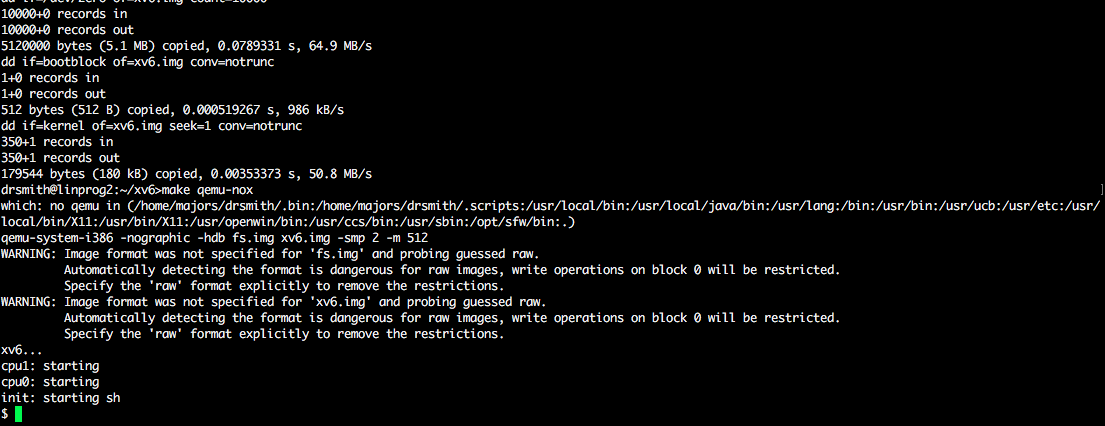 dd if=/dev/zero of=xv6.img count=10000
10000+0 records in
10000+0 records out
5120000 bytes (5.1 MB) copied, 0.0789331 s, 64.9 MB/s
dd if=bootblock of=xv6.img conv=notrunc
1+0 records in
1+0 records out
512 bytes (512 B) copied, 0.000519267 s, 986 kB/s
dd if=kernel of=xv6.img seek=1 conv=notrunc
350+1 records in
350+1 records out
179544 bytes (180 kB) copied, 0.00353373 s, 50.8 MB/s
drsmith@linprog2:~/xv6>make qemu-nox
which: no qemu in (/home/majors/drsmith/.bin:/home/majors/drsmith/.scripts:/usr/local/bin:/usr/local/java/bin:/usr/lang:/bin:/usr/bin:/usr/ucb:/usr/etc:/usr/
local/bin/X11:/usr/bin/X11:/usr/openwin/bin:/usr/ccs/bin:/usr/sbin:/opt/sfw/bin:.)
qemu-system-i386 -nographic -hdb fs.img xv6.img -smp 2 -m 512
WARNING: Image format was not specified for 'fs.img' and probing guessed raw.
         Automatically detecting the format is dangerous for raw images, write operations on block 0 will be restricted.
         Specify the 'raw' format explicitly to remove the restrictions.
WARNING: Image format was not specified for 'xv6.img' and probing guessed raw.
         Automatically detecting the format is dangerous for raw images, write operations on block 0 will be restricted.
         Specify the 'raw' format explicitly to remove the restrictions.
xv6...
cpu1: starting
cpu0: starting
init: starting sh
$